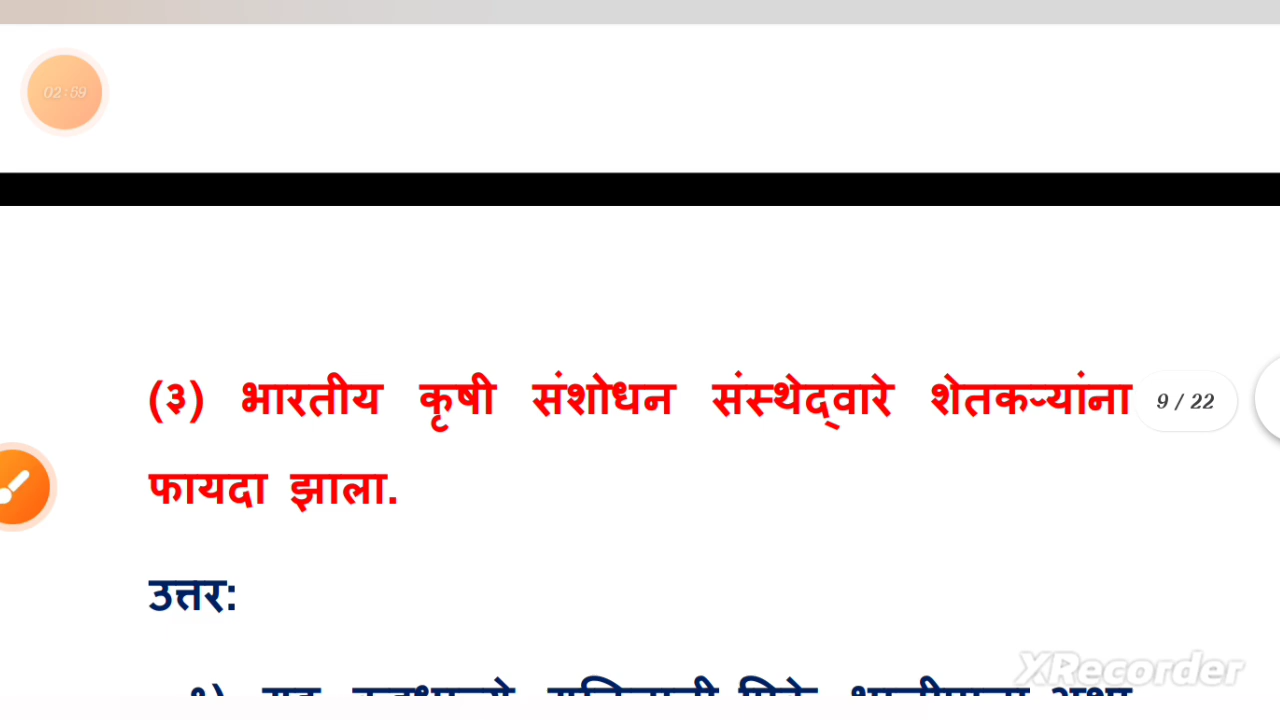 02:59
(३) भारतीय कृषी संशोधन संस्थेद्वारे शेतकऱ्यांना
9 / 22
फायदा झाला.
उत्तर:
XRecorder